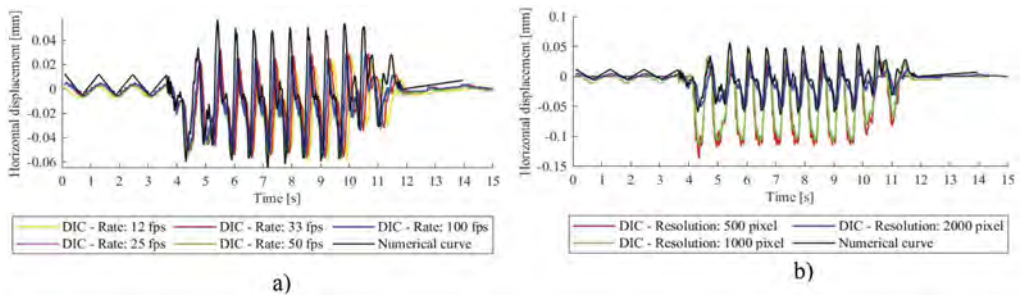 a)
Horizontal displacement [mm]
0.04
0.02
0
-0.02
-0.04
-0.06
0 1 2 3 4 5 6 7 8 9 10 11 12 13 14 15
Time [s]
DIC - Rate: 12 fps DIC - Rate: 33 fps DIC - Rate: 100 fps
DIC - Rate: 25 fps DIC - Rate: 50 fps Numerical curve
a)
b)
Horizontal displacement [mm]
0.1
0.05
0
-0.05
-0.1
-0.15
0 1 2 3 4 5 6 7 8 9 10 11 12 13 14 15
Time [s]
DIC - Resolution: 500 pixel DIC - Resolution: 2000 pixel
DIC - Resolution: 1000 pixel Numerical curve
b)